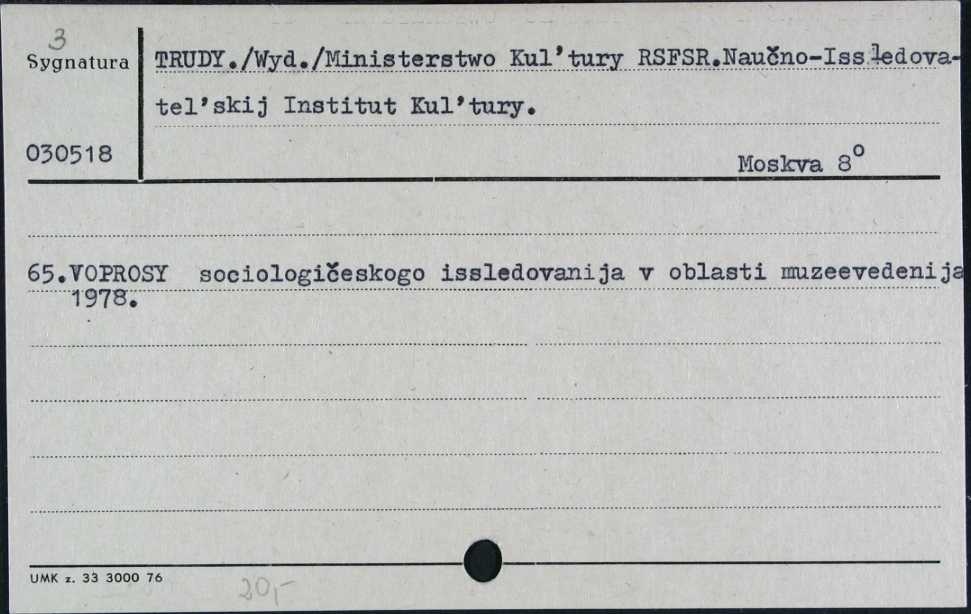 3
Sygnatura
TRUDY./Wyd./Ministerstwo Kul'tury RSFSR.Naučno-Issledova-
tel'skij Institut Kul'tury.
030518
Moskva 8º
65.VOPROSY sociologičeskogo issledovanija v oblasti muzeevedenija
1978.
UMK z. 33 3000 76
20,-